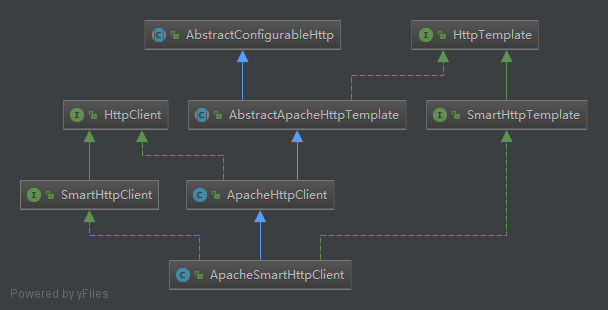 AbstractConfigurableHttp
HttpTemplate
HttpClient
AbstractApacheHttpTemplate
SmartHttpTemplate
SmartHttpClient
ApacheHttpClient
ApacheSmartHttpClient
Powered by yFiles